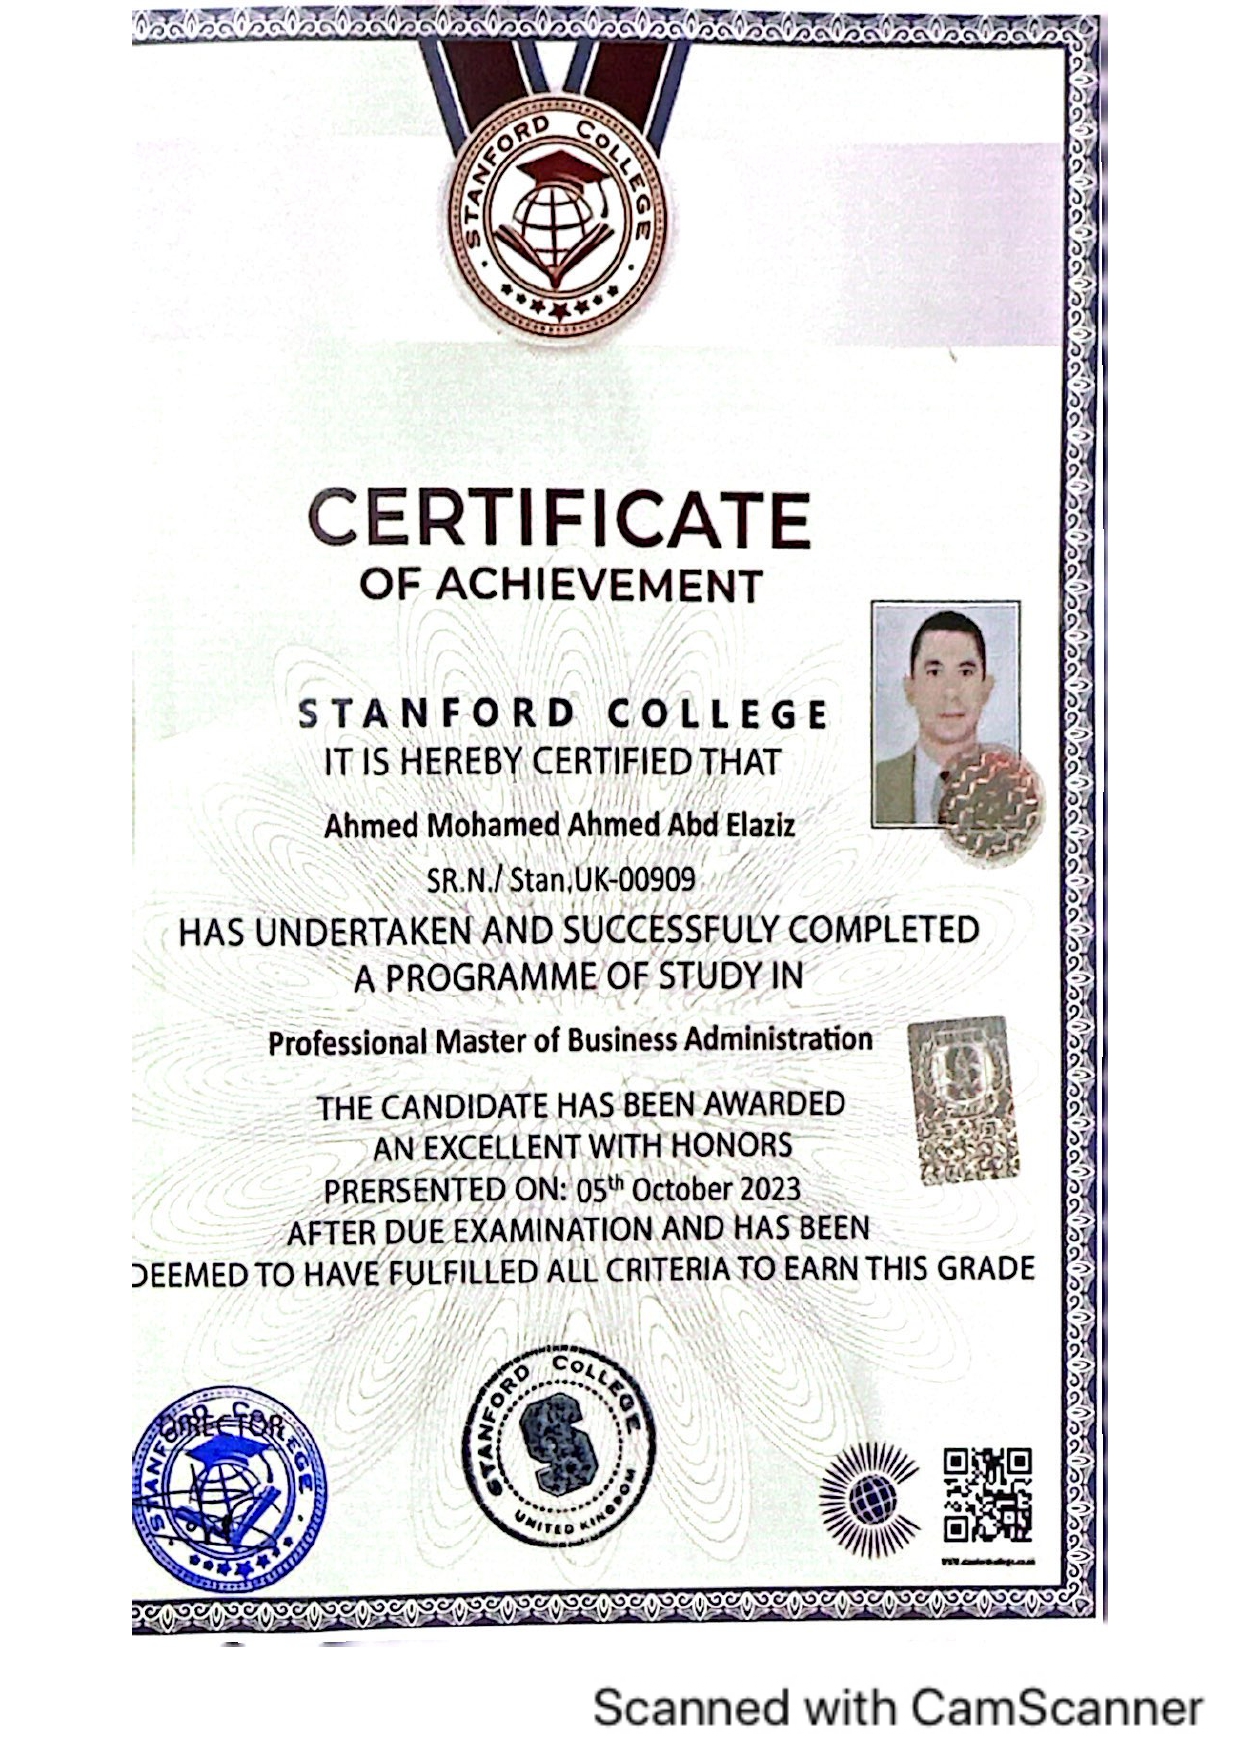 STANFORD COLLEGE
CERTIFICATE
OF ACHIEVEMENT
STANFORD COLLEGE
IT IS HEREBY CERTIFIED THAT
Ahmed Mohamed Ahmed Abd Elaziz
SR.N./ Stan,UK-00909
HAS UNDERTAKEN AND SUCCESSFULY COMPLETED
A PROGRAMME OF STUDY IN
Professional Master of Business Administration
THE CANDIDATE HAS BEEN AWARDED
AN EXCELLENT WITH HONORS
PRERSENTED ON: 05th October 2023
AFTER DUE EXAMINATION AND HAS BEEN
DEEMED TO HAVE FULFILLED ALL CRITERIA TO EARN THIS GRADE
DIRECTOR
STANFORD COLLEGE
STANFORD COLLEGE
UNITED KINGDOM
Scanned with CamScanner